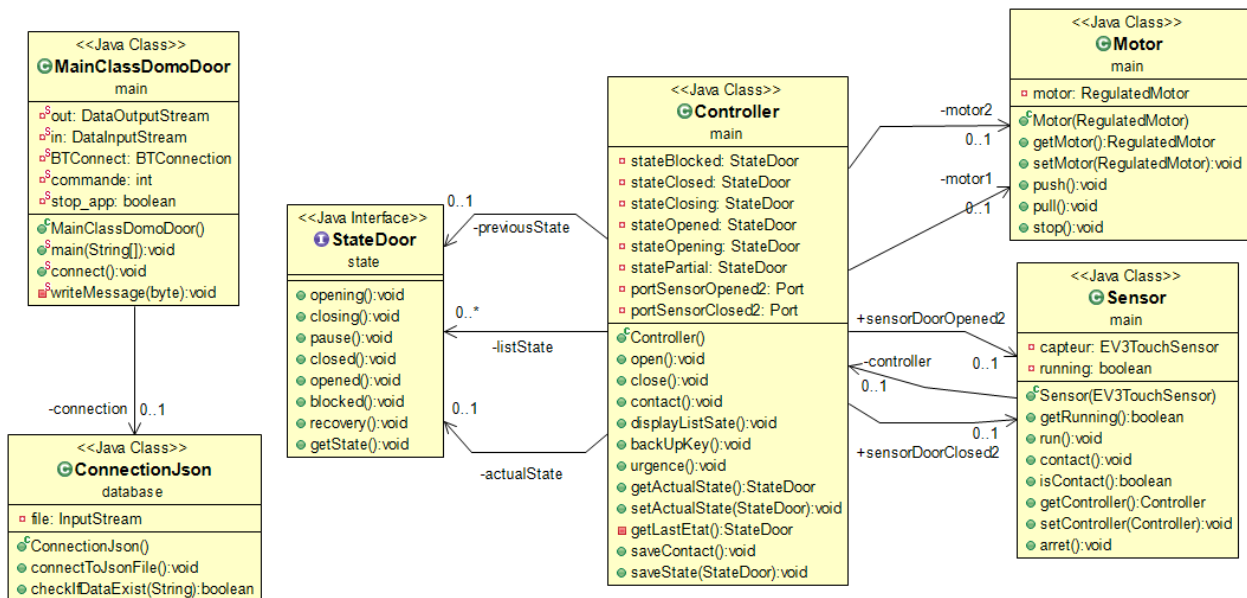 <<Java Class>>
MainClassDomoDoor
main
out: DataOutputStream
in: DataInputStream
BTConnect: BTConnection
commande: int
stop_app: boolean
MainClassDomoDoor()
main(String[]):void
connect():void
writeMessage(byte):void
-connection
0..1
<<Java Class>>
ConnectionJson
database
file: InputStream
ConnectionJson()
connectToJsonFile():void
checkIfDataExist(String):boolean
<<Java Interface>>
StateDoor
state
opening():void
closing():void
pause():void
closed():void
opened():void
blocked():void
recovery():void
getState():void
0..1
-previousState
0..*
-listState
0..1
-actualState
<<Java Class>>
Controller
main
stateBlocked: StateDoor
stateClosed: StateDoor
stateClosing: StateDoor
stateOpened: StateDoor
stateOpening: StateDoor
statePartial: StateDoor
portSensorOpened2: Port
portSensorClosed2: Port
Controller()
open():void
close():void
contact():void
displayListSate():void
backUpKey():void
urgence():void
getActualState():StateDoor
setActualState(StateDoor):void
getLastEtat():StateDoor
saveContact():void
saveState(StateDoor):void
-motor2
0..1
-motor1
0..1
+sensorDoorOpened2
0..1
-controller
0..1
0..1
+sensorDoorClosed2
<<Java Class>>
Motor
main
motor: RegulatedMotor
Motor(RegulatedMotor)
getMotor():RegulatedMotor
setMotor(RegulatedMotor):void
push():void
pull():void
stop():void
<<Java Class>>
Sensor
main
capteur: EV3TouchSensor
running: boolean
Sensor(EV3TouchSensor)
getRunning():boolean
run():void
contact():void
isContact():boolean
getController():Controller
setController(Controller):void
arret():void